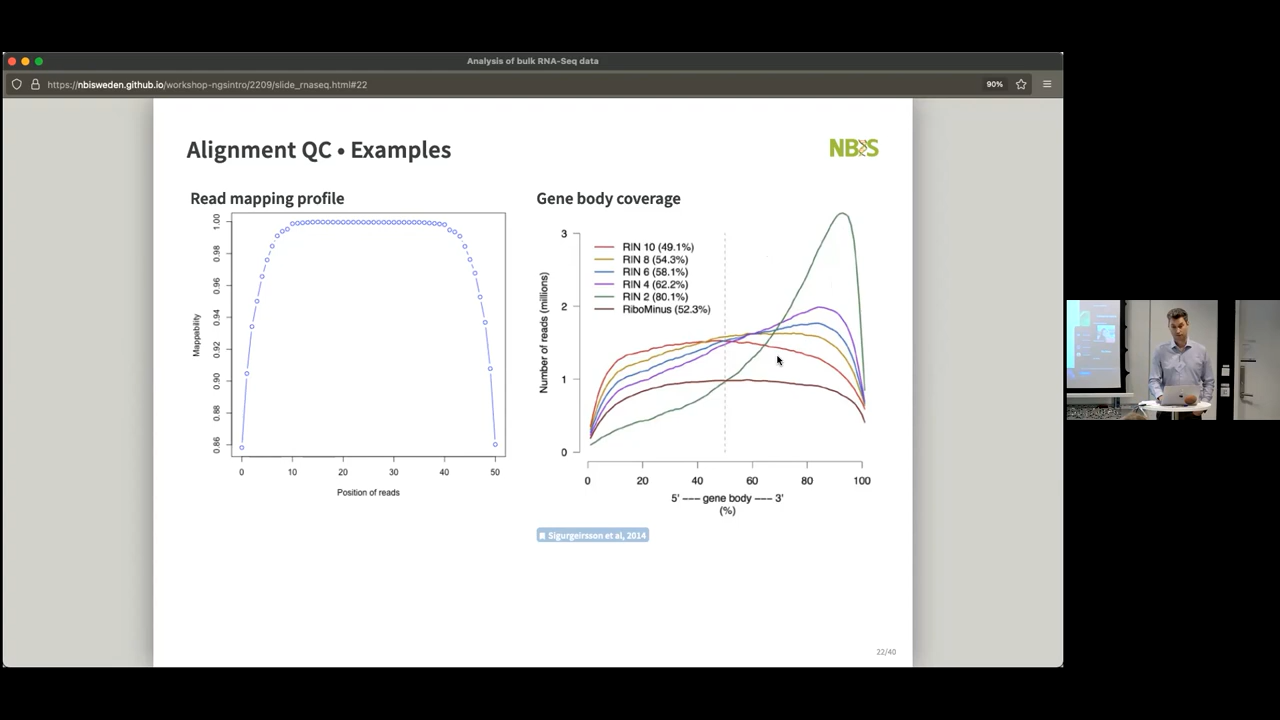 Analysis of bulk RNA-Seq data
https://nbisweden.github.io/workshop-ngsintro/2209/slide_rnaseq.html#22
90%
Alignment QC • Examples
NBIS
Read mapping profile
Mappability
1.00
0.98
0.96
0.94
0.92
0.90
0.88
0.86
0 10 20 30 40 50
Position of reads
Gene body coverage
Number of reads (millions)
3
2
1
0
RIN 10 (49.1%)
RIN 8 (54.3%)
RIN 6 (58.1%)
RIN 4 (62.2%)
RIN 2 (80.1%)
RiboMinus (52.3%)
0 20 40 60 80 100
5' --- gene body --- 3'
(%)
Sigurgeirsson et al, 2014
22/40